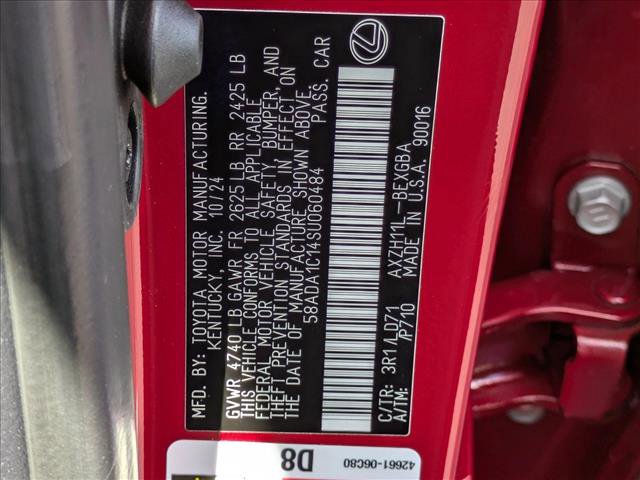 MFD. BY: TOYOTA MOTOR MANUFACTURING.
KENTUCKY, INC. 10/24
GVWR 4740 LB GAWR FR 2625 LB RR 2425 LB
THIS VEHICLE CONFORMS TO ALL APPLICABLE
FEDERAL MOTOR VEHICLE SAFETY, BUMPER, AND
THEFT PREVENTION STANDARDS IN EFFECT ON
THE DATE OF MANUFACTURE SHOWN ABOVE.
58ADA1C14SU060484 PASS. CAR
C/TR: 3R1/LD71 AXZH11L-BEXGBA
A/TM: /P710 MADE IN U.S.A. 90016
D8
42661-06C80